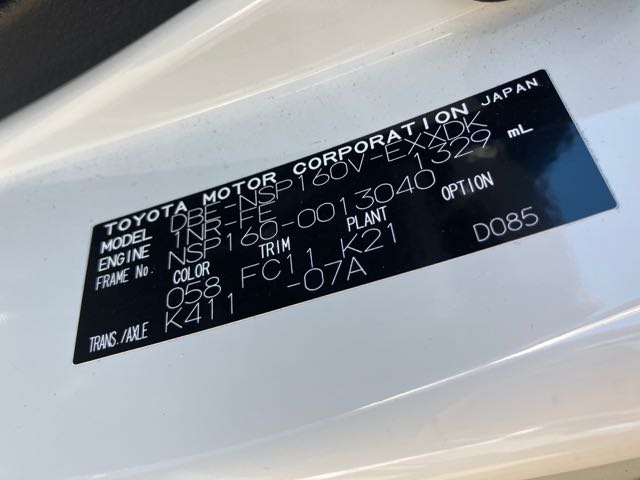 TOYOTA MOTOR CORPORATION JAPAN
MODEL DBE-NSP160V-EXXDK
ENGINE 1NR-FE 1329 mL
FRAME No. NSP160-0013040
COLOR TRIM PLANT OPTION
058 FC11 K21 D085
TRANS./AXLE K411 -07A